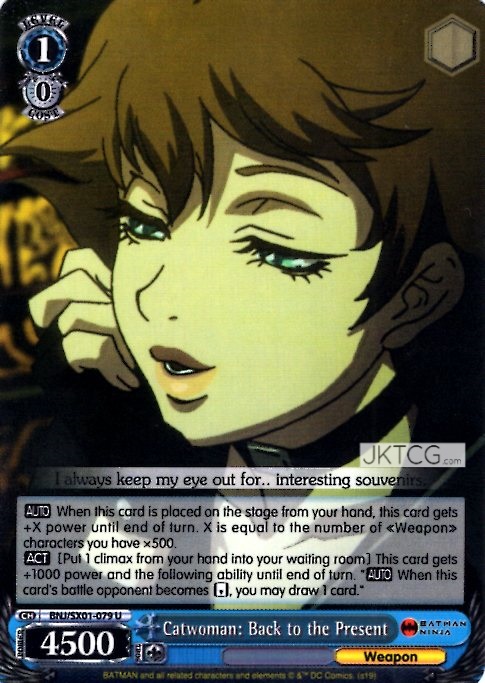 LEVEL
1
0
COST
JKTCG.com
I always keep my eye out for.. interesting souvenirs.
AUTO When this card is placed on the stage from your hand, this card gets
+X power until end of turn. X is equal to the number of «Weapon»
characters you have ×500.
ACT [Put 1 climax from your hand into your waiting room] This card gets
+1000 power and the following ability until end of turn. "AUTO When this
card's battle opponent becomes [ ], you may draw 1 card."
CH BNJ/SX01-079 U
POWER 4500 SOUL Catwoman: Back to the Present BATMAN NINJA
Weapon
BATMAN and all related characters and elements © &™ DC Comics. (s19)